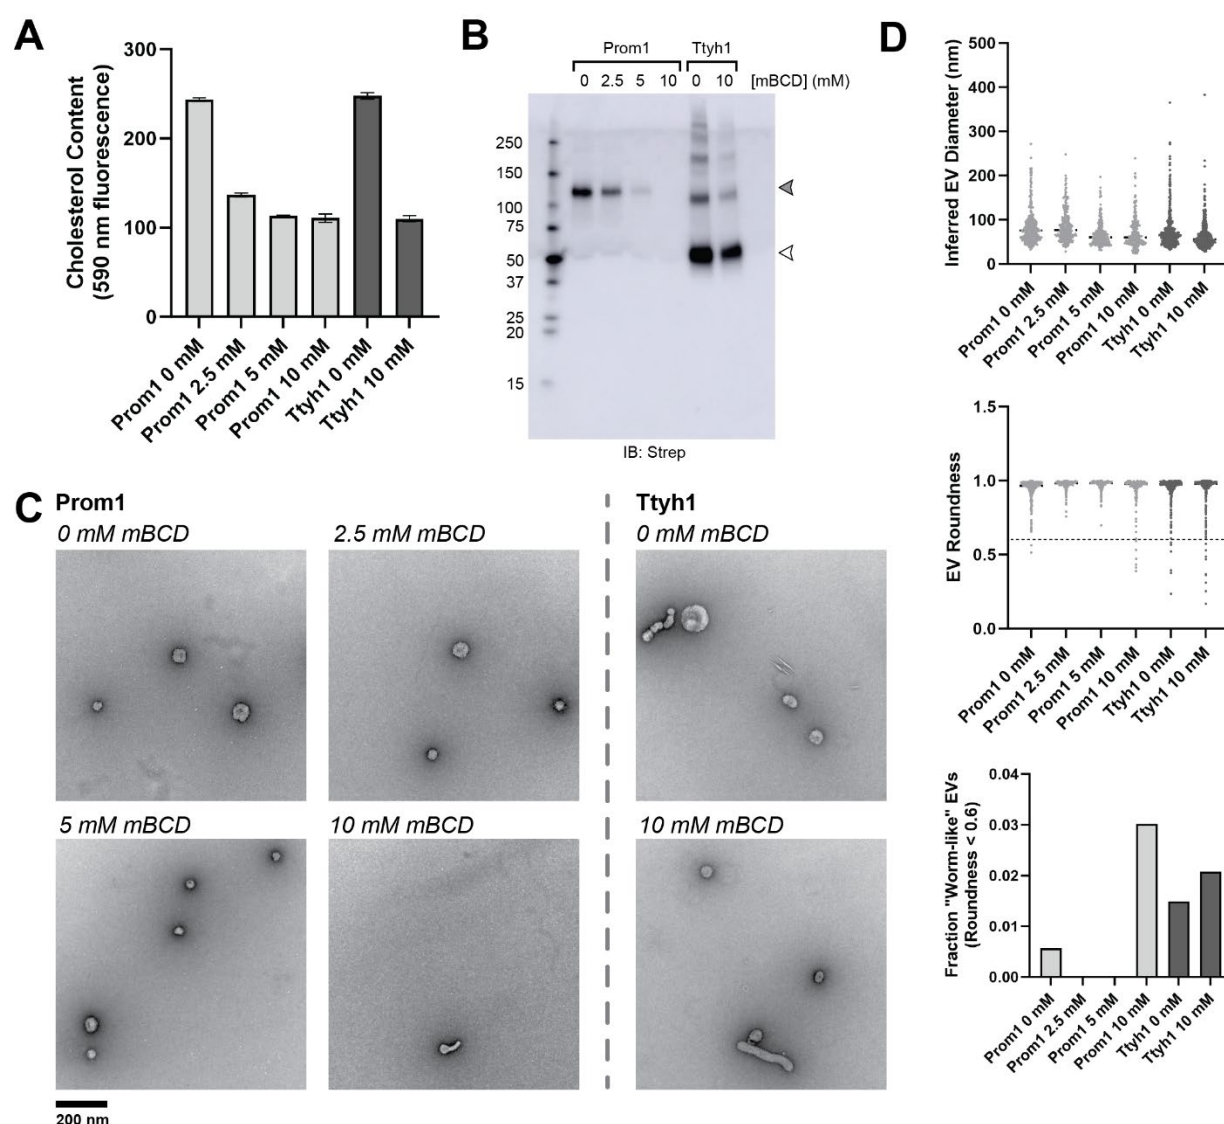 A
Cholesterol Content
(590 nm fluorescence)
300
200
100
0
Prom1 0 mM
Prom1 2.5 mM
Prom1 5 mM
Prom1 10 mM
Ttyh1 0 mM
Ttyh1 10 mM
B
Prom1 Ttyh1
0 2.5 5 10 0 10 [mBCD] (mM)
250
150
100
75
50
37
25
20
15
IB: Strep
C
Prom1
0 mM mBCD
2.5 mM mBCD
5 mM mBCD
10 mM mBCD
Ttyh1
0 mM mBCD
10 mM mBCD
200 nm
D
Inferred EV Diameter (nm)
500
400
300
200
100
0
Prom1 0 mM
Prom1 2.5 mM
Prom1 5 mM
Prom1 10 mM
Ttyh1 0 mM
Ttyh1 10 mM
EV Roundness
1.5
1.0
0.5
0.0
Prom1 0 mM
Prom1 2.5 mM
Prom1 5 mM
Prom1 10 mM
Ttyh1 0 mM
Ttyh1 10 mM
Fraction "Worm-like" EVs
(Roundness < 0.6)
0.04
0.03
0.02
0.01
0.00
Prom1 0 mM
Prom1 2.5 mM
Prom1 5 mM
Prom1 10 mM
Ttyh1 0 mM
Ttyh1 10 mM